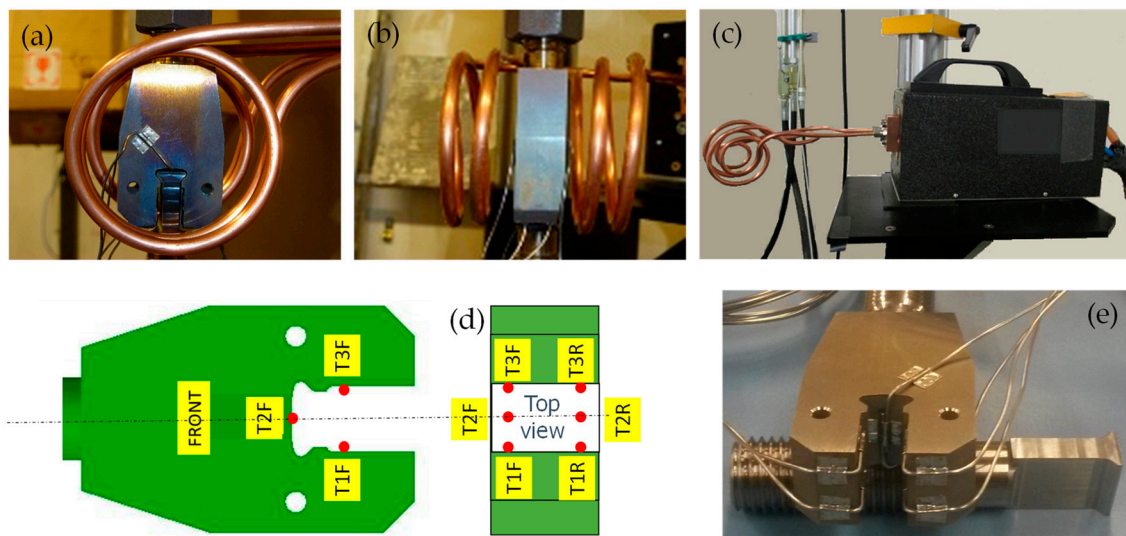 (a)
(b)
(c)
(d)
FRONT
T2F
T3F
T1F
T3F
T3R
T2F
Top
view
T2R
T1F
T1R
(e)